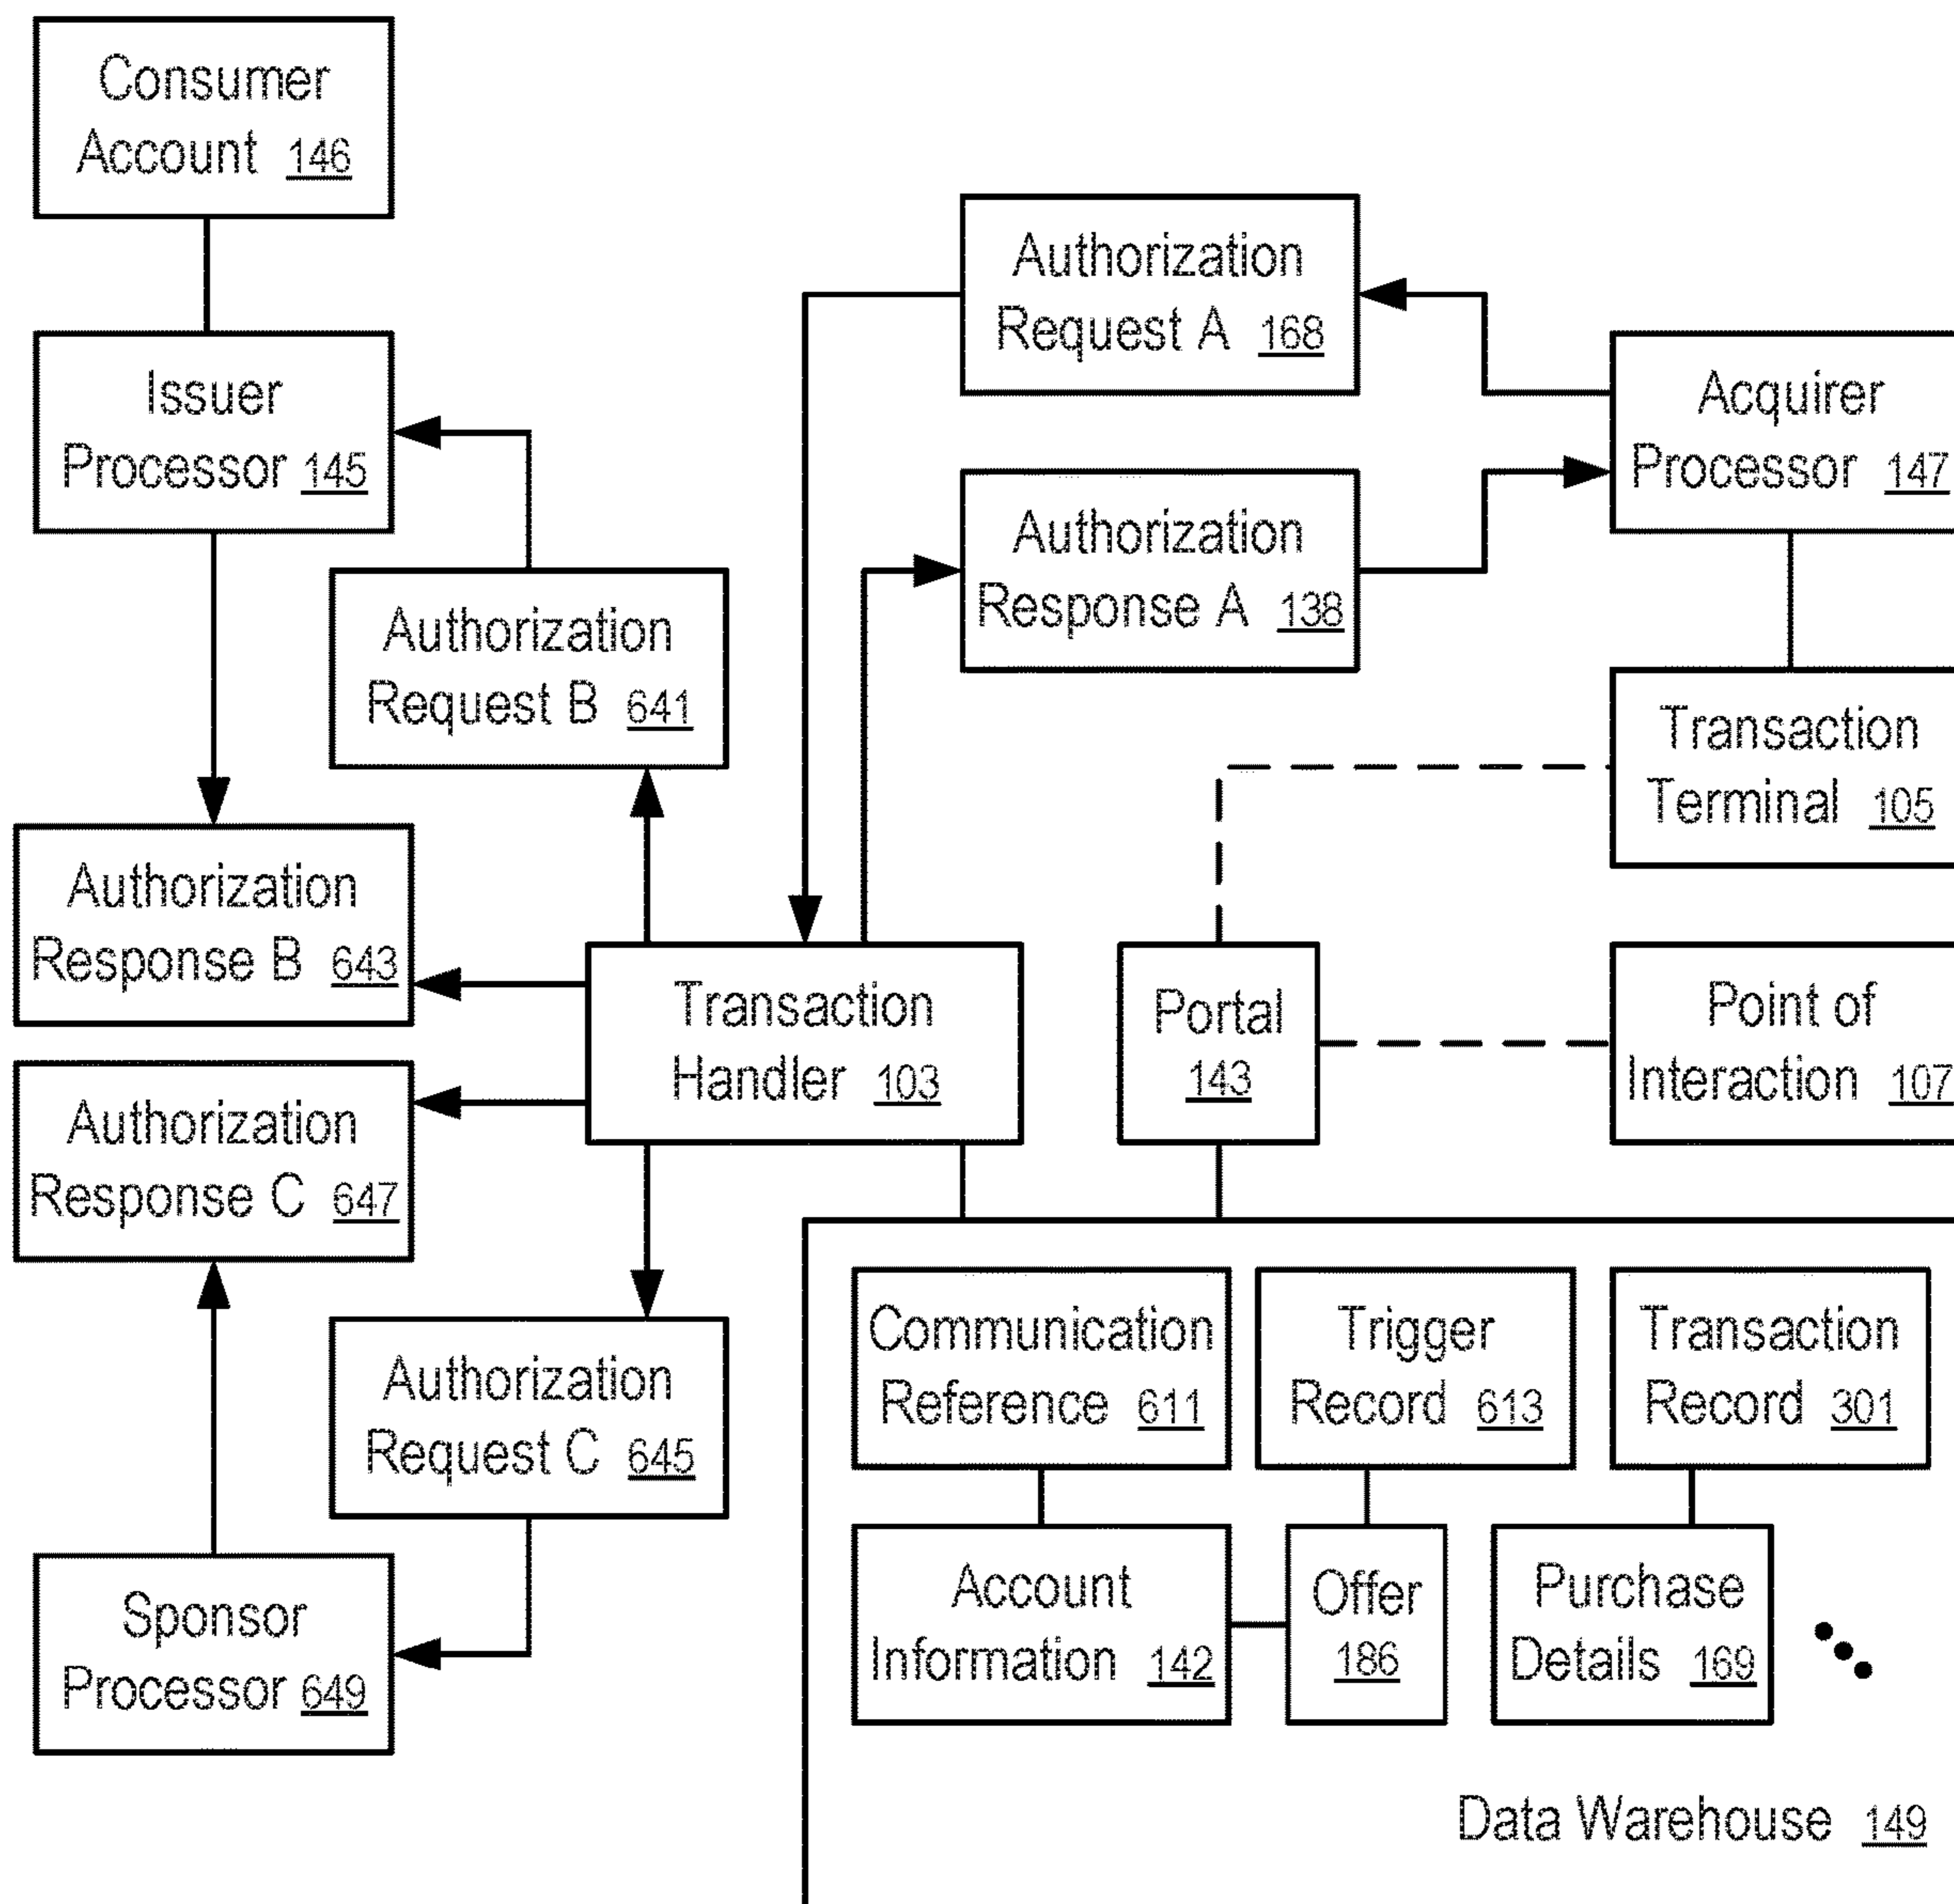 Consumer
Account 146
Issuer
Processor 145
Authorization
Request A 168
Acquirer
Processor 147
Authorization
Response A 138
Authorization
Request B 641
Transaction
Terminal 105
Authorization
Response B 643
Transaction
Handler 103
Portal
143
Point of
Interaction 107
Authorization
Response C 647
Authorization
Request C 645
Sponsor
Processor 649
Communication
Reference 611
Trigger
Record 613
Transaction
Record 301
Account
Information 142
Offer
186
Purchase
Details 169
Data Warehouse 149